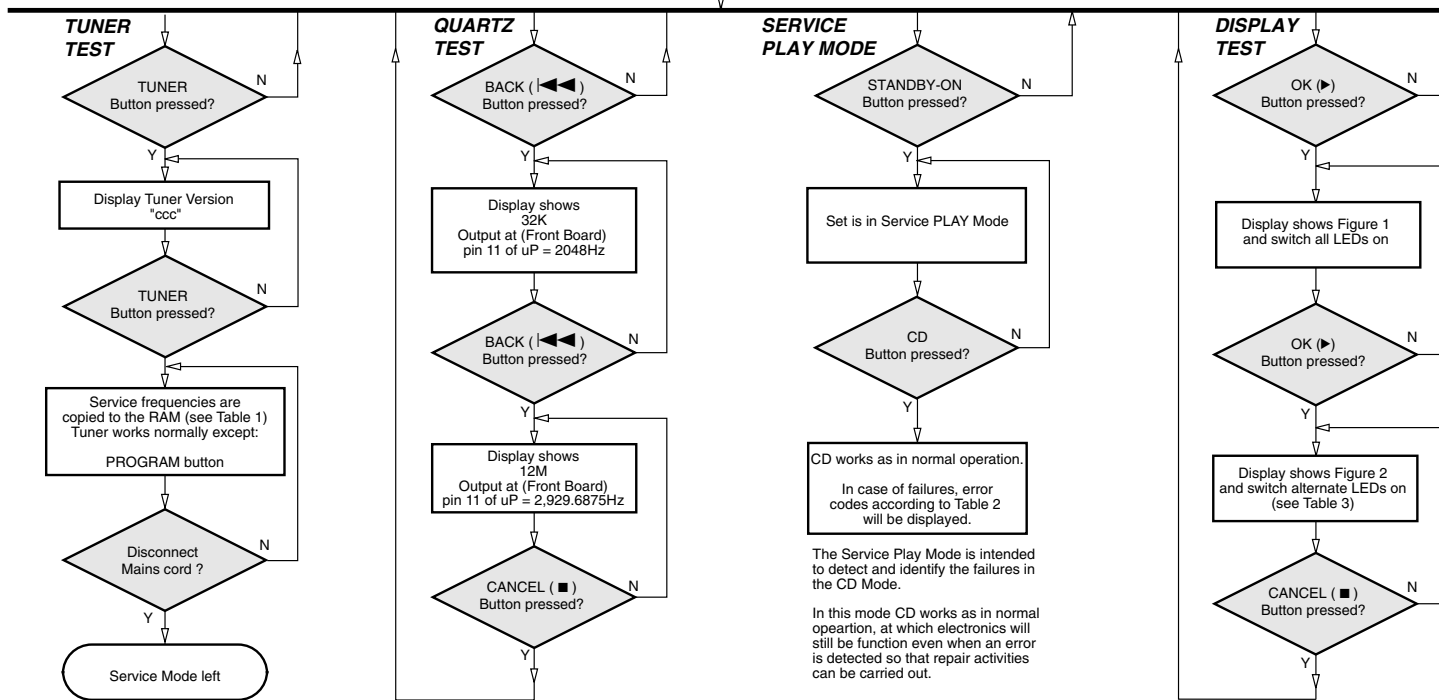 TUNER
TEST
TUNER
Button pressed?
N
Y
Display Tuner Version
"ccc"
TUNER
Button pressed?
N
Y
Service frequencies are
copied to the RAM (see Table 1)
Tuner works normally except:
PROGRAM button
Disconnect
Mains cord ?
N
Y
Service Mode left
QUARTZ
TEST
BACK ( |◀◀ )
Button pressed?
N
Y
Display shows
32K
Output at (Front Board)
pin 11 of uP = 2048Hz
BACK ( |◀◀ )
Button pressed?
N
Y
Display shows
12M
Output at (Front Board)
pin 11 of uP = 2,929.6875Hz
CANCEL ( ■ )
Button pressed?
N
Y
SERVICE
PLAY MODE
STANDBY-ON
Button pressed?
N
Y
Set is in Service PLAY Mode
CD
Button pressed?
N
Y
CD works as in normal operation.
In case of failures, error
codes according to Table 2
will be displayed.
The Service Play Mode is intended
to detect and identify the failures in
the CD Mode.
In this mode CD works as in normal
opeartion, at which electronics will
still be function even when an error
is detected so that repair activities
can be carried out.
DISPLAY
TEST
OK (▶)
Button pressed?
N
Y
Display shows Figure 1
and switch all LEDs on
OK (▶)
Button pressed?
N
Y
Display shows Figure 2
and switch alternate LEDs on
(see Table 3)
CANCEL ( ■ )
Button pressed?
N
Y